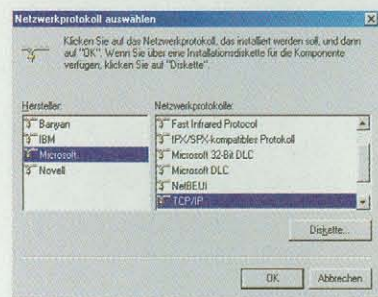 Netzwerkprotokoll auswählen
Klicken Sie auf das Netzwerkprotokoll, das installiert werden soll, und dann
auf "OK". Wenn Sie über eine Installationsdiskette für die Komponente
verfügen, klicken Sie auf "Diskette".
Hersteller:
Banyan
IBM
Microsoft
Novell
Netzwerkprotokolle:
Fast Infrared Protocol
IPX/SPX-kompatibles Protokoll
Microsoft 32-Bit DLC
Microsoft DLC
NetBEUI
TCP/IP
Diskette...
OK
Abbrechen